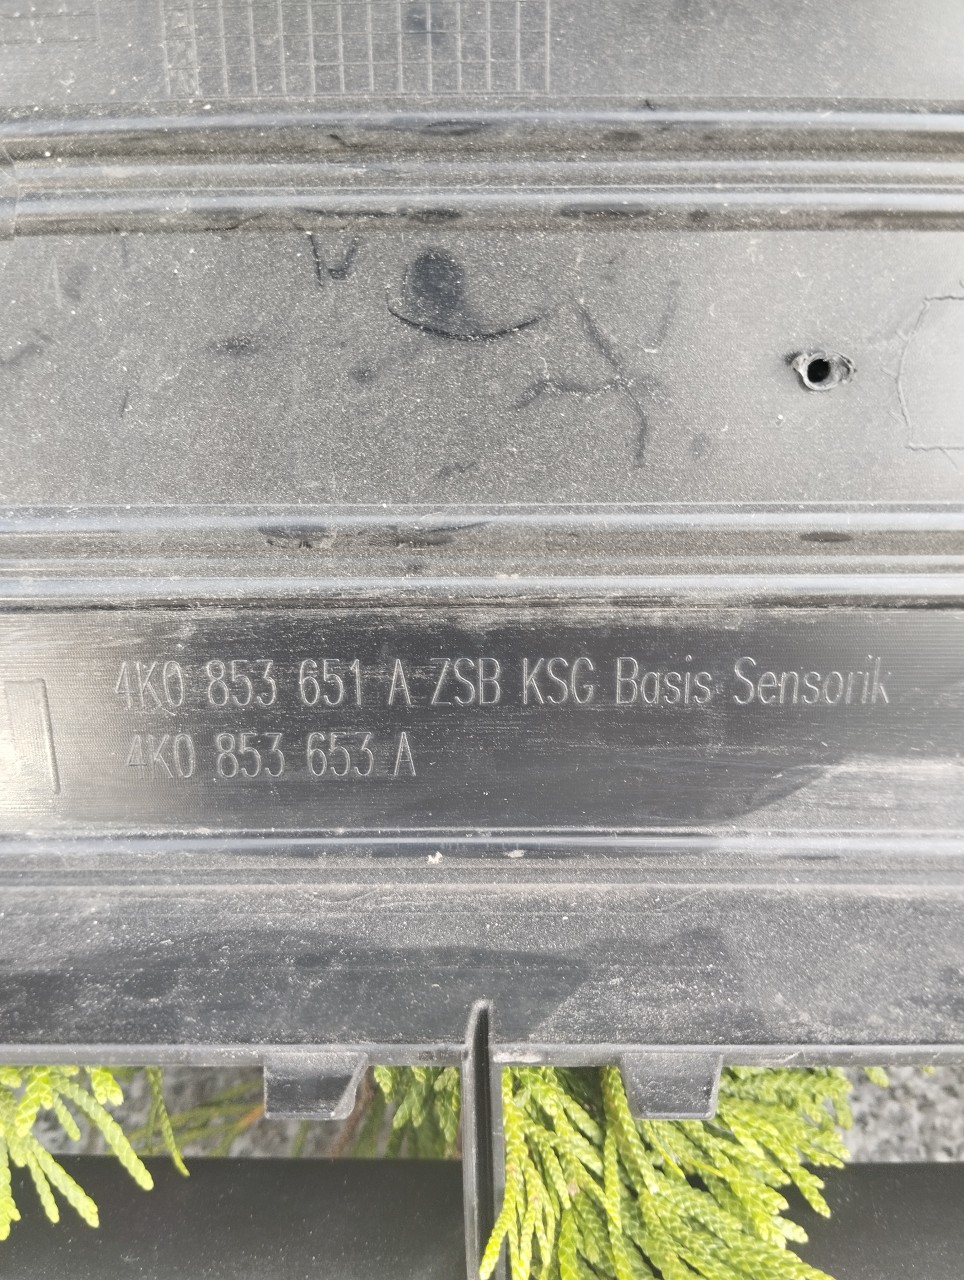 4K0 853 651 A ZSB KSG Basis Sensorik
4K0 853 653 A